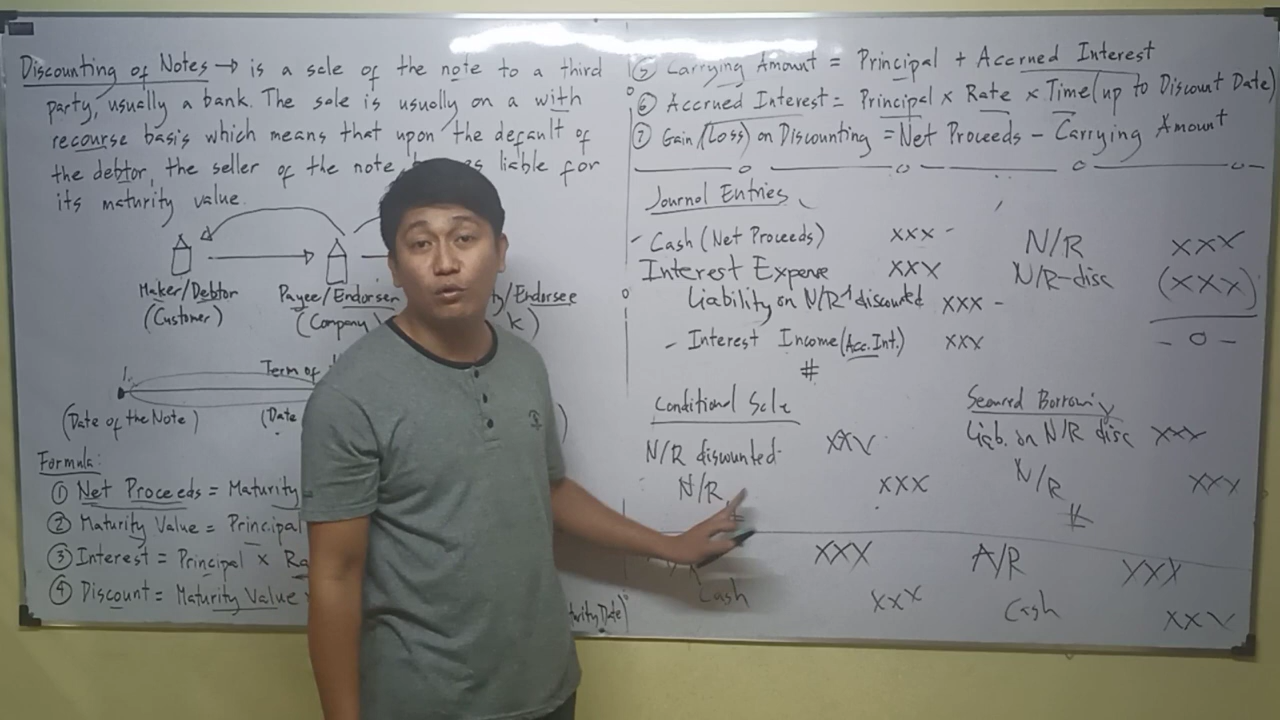 Discounting of Notes → is a sale of the note to a third
party, usually a bank. The sale is usually on a with
recourse basis which means that upon the default of
the debtor, the seller of the note liable for
its maturity value.
Maker/Debtor Payee/Endorser /Endorsee
(Customer) (Company)
Term of
(Date of the Note) (Date
Formula:
① Net Proceeds = Maturity
② Maturity Value = Principal
③ Interest = Principal x Ra
④ Discount = Maturity Value
Date)
⑤ Carrying Amount = Principal + Accrued Interest
⑥ Accrued Interest = Principal x Rate x Time (up to Discount Date)
⑦ Gain/(Loss) on Discounting = Net Proceeds - Carrying Amount
Journal Entries
Cash (Net Proceeds) XXX
Interest Expense XXX
Liability on N/R discounted XXX
Interest Income (Acc. Int.) XXX
#
N/R XXX
N/R-disc (XXX)
- 0 -
Conditional Sale
N/R discounted XXX
N/R XXX
#
XXX
Cash XXX
Secured Borrowing
Liab. on N/R disc XXX
N/R XXX
#
A/R XXX
Cash XXX